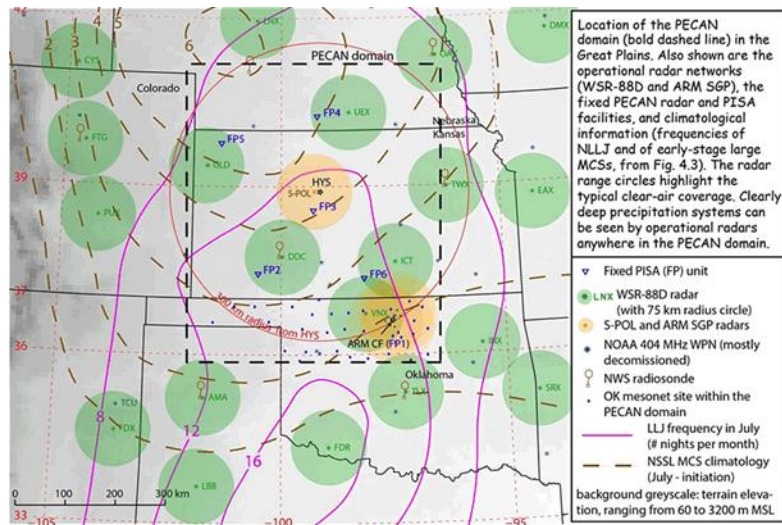 Location of the PECAN
domain (bold dashed line) in the
Great Plains. Also shown are the
operational radar networks
(WSR-88D and ARM SGP), the
fixed PECAN radar and PISA
facilities, and climatological
information (frequencies of
NLLJ and of early-stage large
MCSs, from Fig. 4.3). The radar
range circles highlight the
typical clear-air coverage. Clearly
deep precipitation systems can
be seen by operational radars
anywhere in the PECAN domain.
Fixed PISA (FP) unit
LNX WSR-88D radar
(with 75 km radius circle)
S-POL and ARM SGP radars
NOAA 404 MHz WPN (mostly
decomissioned)
NWS radiosonde
OK mesonet site within the
PECAN domain
LLJ frequency in July
(# nights per month)
NSSL MCS climatology
(July - initiation)
background greyscale: terrain eleva-
tion, ranging from 60 to 3200 m MSL
2 3 4 5
6
LNX
DMX
CYS
PECAN domain
Colorado
FP4
UEX
FTG
FP5
Nebraska
Kansas
GLD
39
HYS
S-POL
TWX
EAX
FP3
DDC
ICT
FP2
FP6
37
300 km radius from HYS
VNX
ARM CF (FP1)
36
Oklahoma
INX
AMA
TLX
SRX
TCU
FDX
8
12
16
FDR
LBB
33
0 100 200 300 km
-105
-100
-95